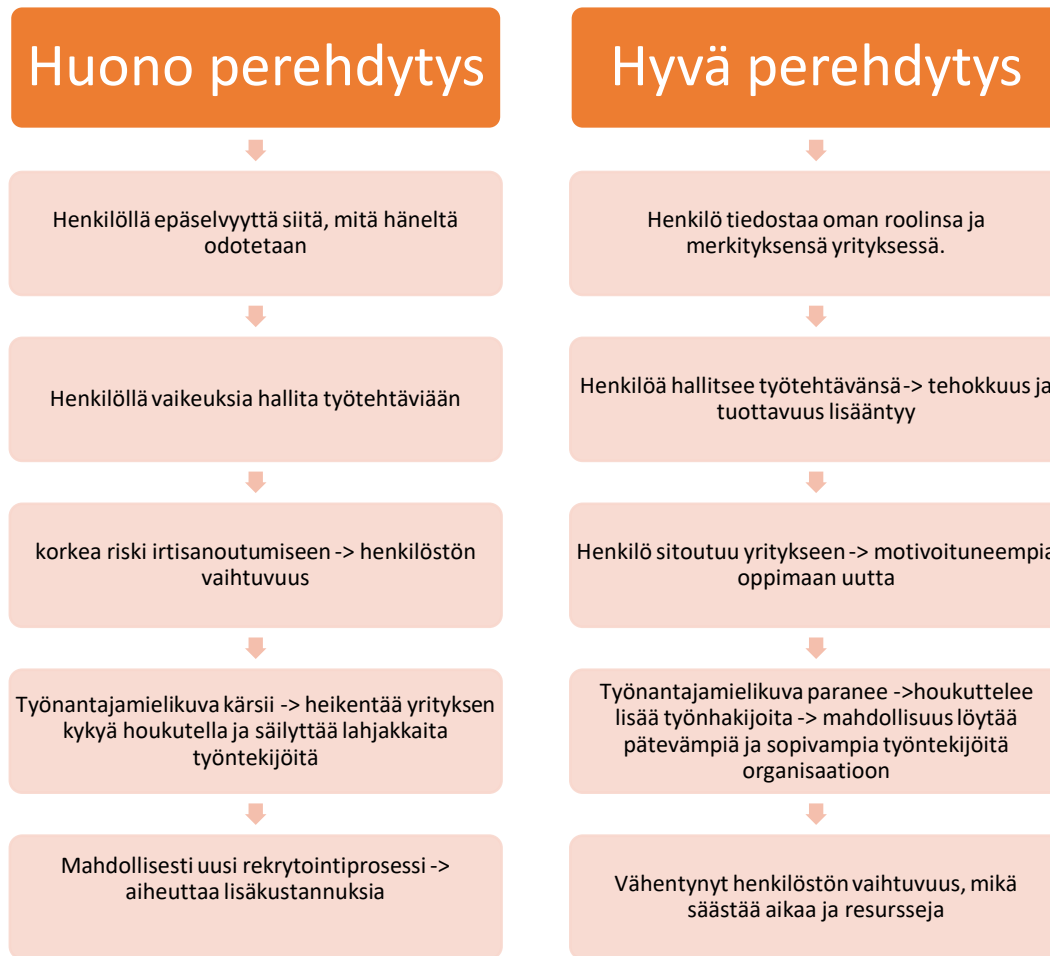 Huono perehdytys
Henkilöllä epäselvyyttä siitä, mitä häneltä
odotetaan
Henkilöllä vaikeuksia hallita työtehtäviään
korkea riski irtisanoutumiseen -> henkilöstön
vaihtuvuus
Työnantajamielikuva kärsii -> heikentää yrityksen
kykyä houkutella ja säilyttää lahjakkaita
työntekijöitä
Mahdollisesti uusi rekrytointiprosessi ->
aiheuttaa lisäkustannuksia
Hyvä perehdytys
Henkilö tiedostaa oman roolinsa ja
merkityksensä yrityksessä.
Henkilöä hallitsee työtehtävänsä -> tehokkuus ja
tuottavuus lisääntyy
Henkilö sitoutuu yritykseen -> motivoituneempia
oppimaan uutta
Työnantajamielikuva paranee ->houkuttelee
lisää työnhakijoita -> mahdollisuus löytää
pätevämpiä ja sopivampia työntekijöitä
organisaatioon
Vähentynyt henkilöstön vaihtuvuus, mikä
säästää aikaa ja resursseja